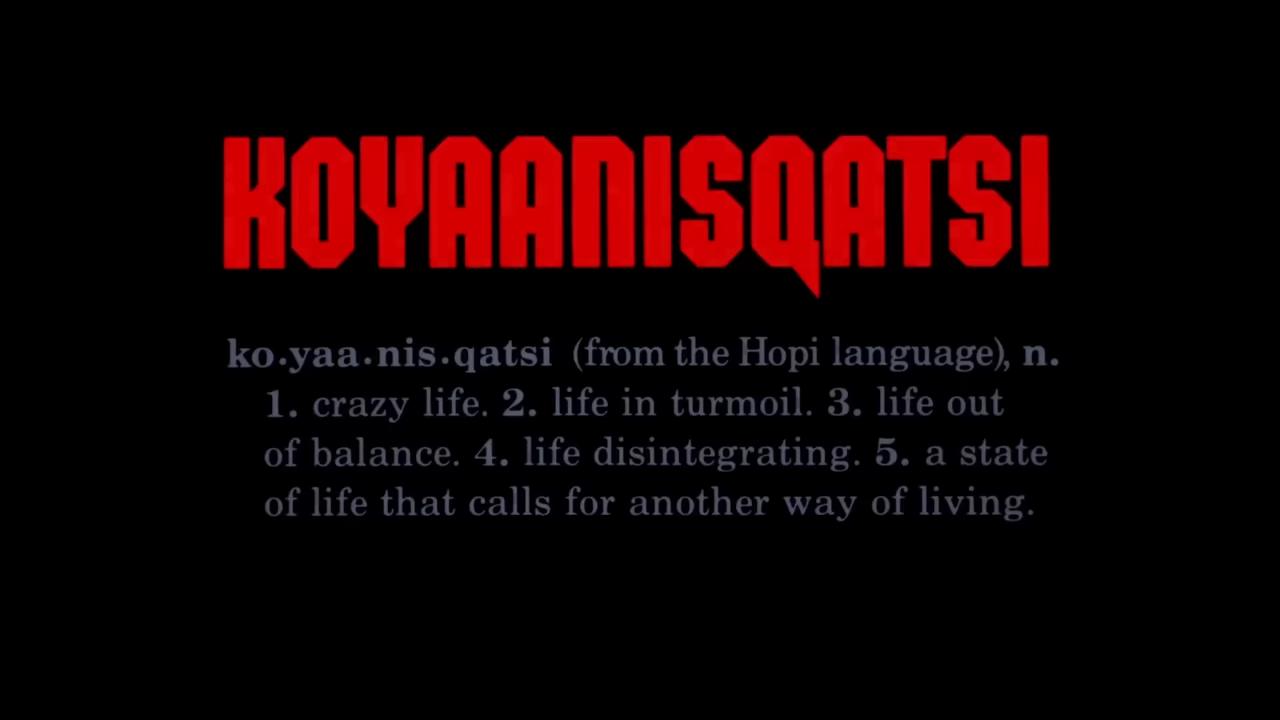 KOYAANISQATSI
ko.yaa.nis.qatsi (from the Hopi language), n.
1. crazy life. 2. life in turmoil. 3. life out
of balance. 4. life disintegrating. 5. a state
of life that calls for another way of living.